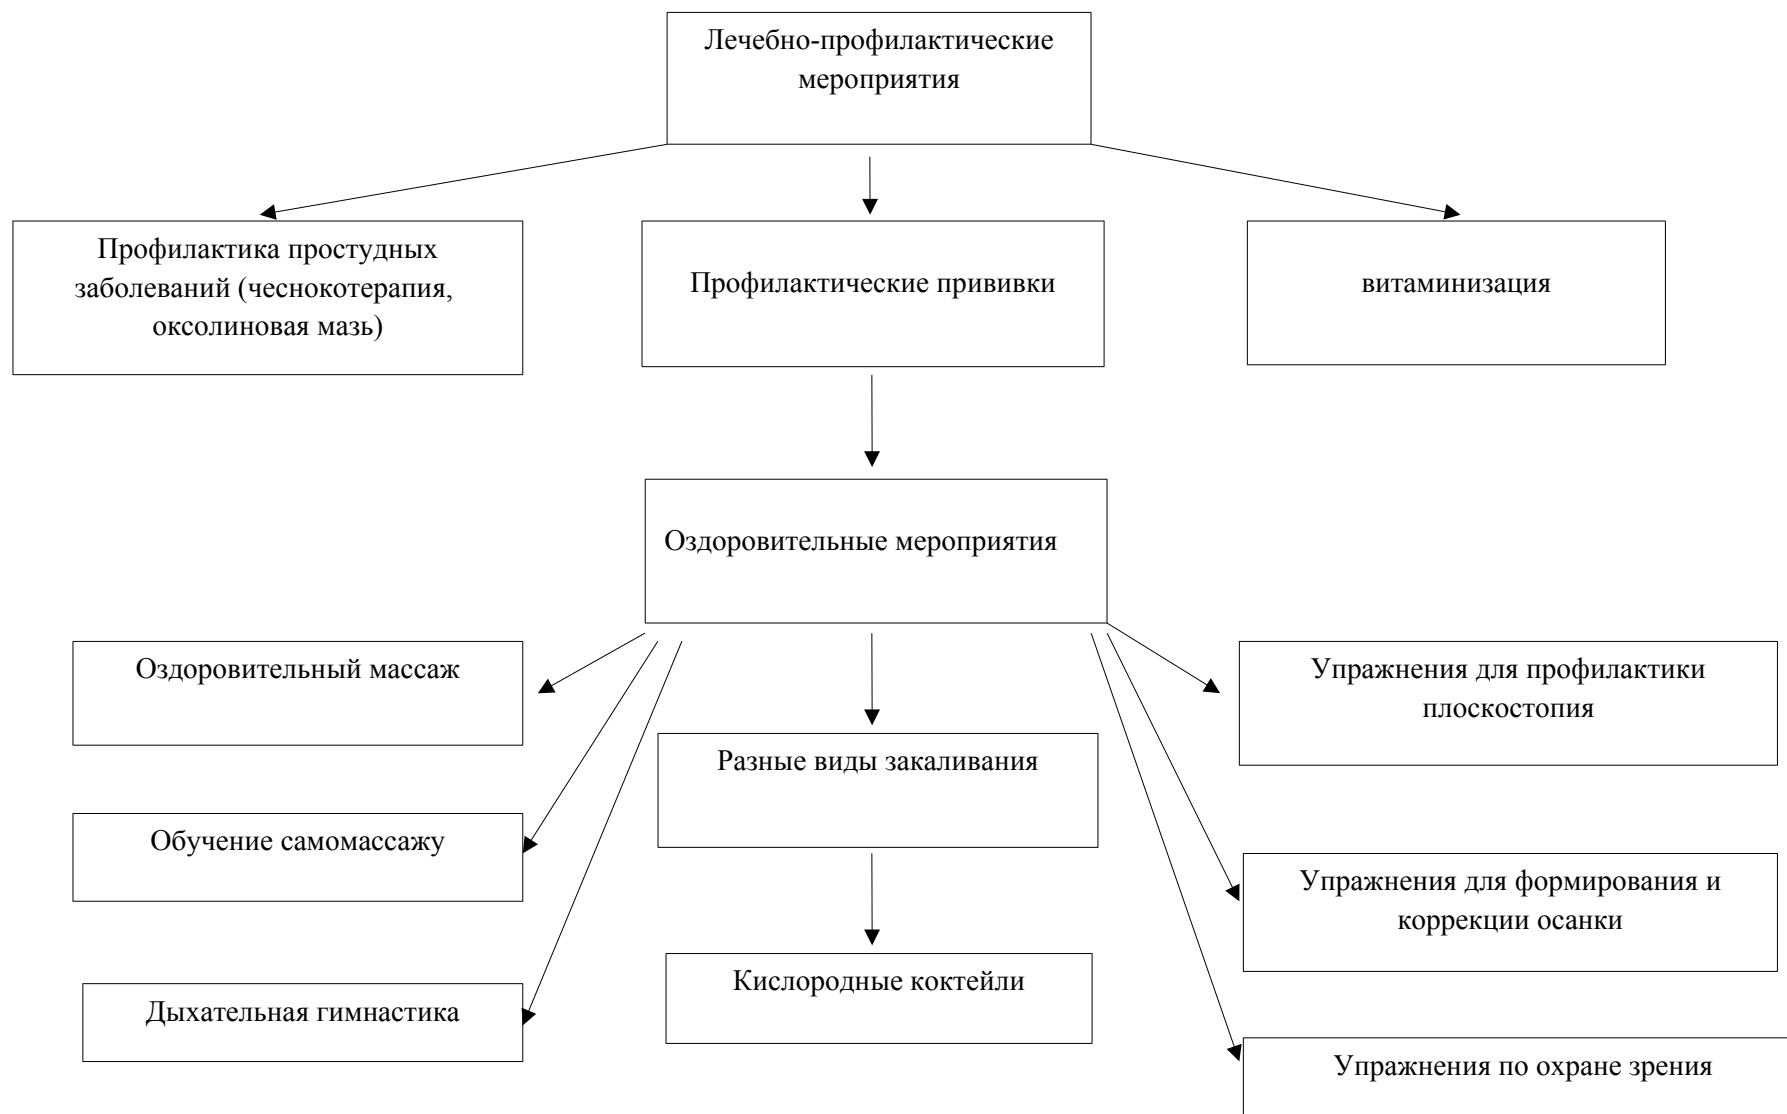 Лечебно-профилактические
мероприятия
Профилактика простудных
заболеваний (чеснокотерапия,
оксолиновая мазь)
Профилактические прививки
витаминизация
Оздоровительные мероприятия
Оздоровительный массаж
Упражнения для профилактики
плоскостопия
Разные виды закаливания
Обучение самомассажу
Упражнения для формирования и
коррекции осанки
Кислородные коктейли
Дыхательная гимнастика
Упражнения по охране зрения